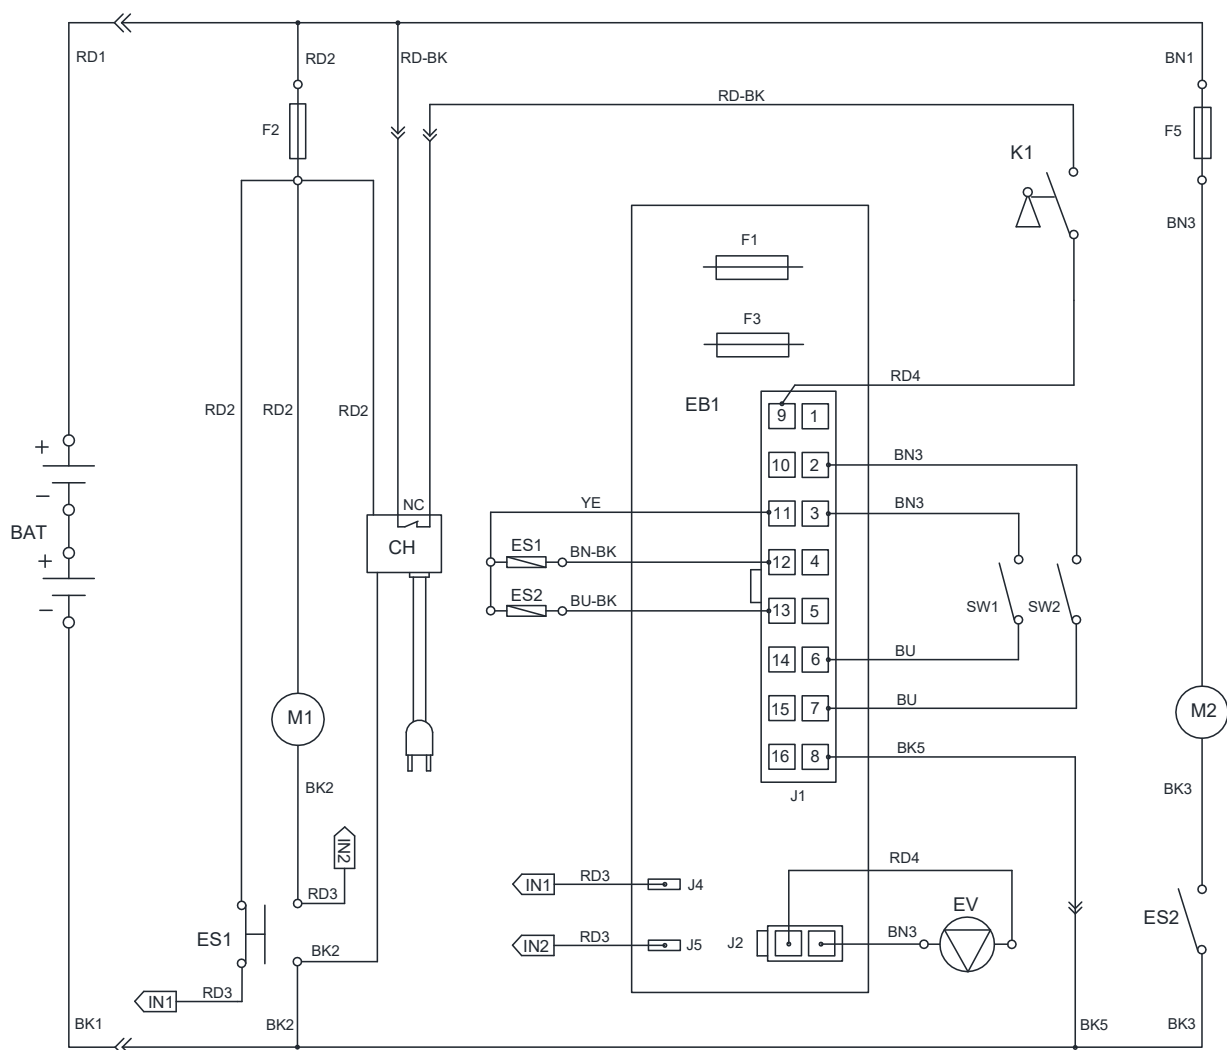 RD1
RD2
RD-BK
BN1
RD-BK
F2
F5
K1
BN3
F1
F3
RD4
EB1
RD2
RD2
RD2
9 1
10 2
BN3
+
−
NC
YE
11 3
BN3
BAT
CH
ES1
BN-BK
12 4
+
−
ES2
BU-BK
13 5
SW1
SW2
14 6
BU
15 7
BU
M1
M2
16 8
BK5
BK2
J1
BK3
IN2
RD4
RD3
IN1
RD3
J4
EV
ES2
ES1
BK2
IN2
RD3
J5
J2
BN3
IN1
RD3
BK1
BK2
BK5
BK3